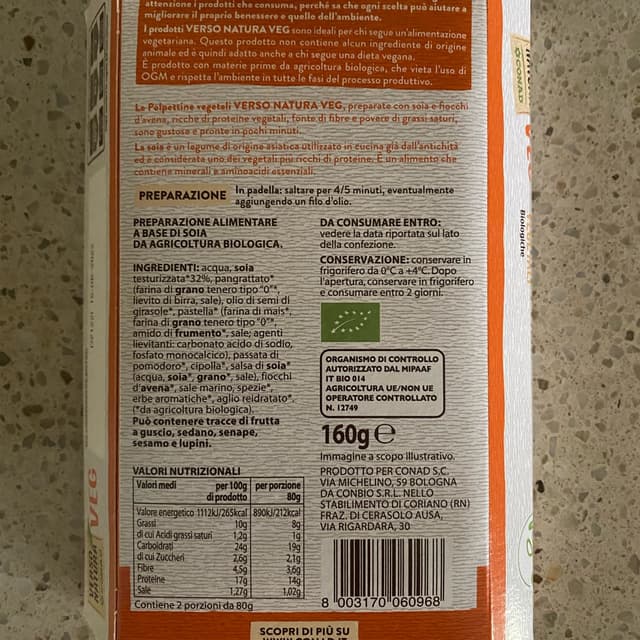 attenzione i prodotti che consuma, perché sa che ogni scelta può aiutare a
migliorare il proprio benessere e quello dell'ambiente.
I prodotti VERSO NATURA VEG sono ideali per chi segue un'alimentazione
vegetariana. Questo prodotto non contiene alcun ingrediente di origine
animale ed è quindi adatto anche a chi segue una dieta vegana.
È prodotto con materie prime da agricoltura biologica, che vieta l'uso di
OGM e rispetta l'ambiente in tutte le fasi del processo produttivo.
Le Palpettine vegetali VERSO NATURA VEG, preparate con soia e fiocchi
d'avena, ricche di proteine vegetali, fonte di fibre e povere di grassi saturi,
sono gustose e pronte in pochi minuti.
La soia è un legume di origine asiatica utilizzato in cucina già dall'antichità
ed è considerata uno dei vegetali più ricchi di proteine. È un alimento che
contiene minerali e aminoacidi essenziali.
PREPARAZIONE
In padella: saltare per 4/5 minuti, eventualmente
aggiungendo un filo d'olio.
PREPARAZIONE ALIMENTARE
A BASE DI SOIA
DA AGRICOLTURA BIOLOGICA.
INGREDIENTI: acqua, soia
testurizzata*32%, pangrattato*
(farina di grano tenero tipo "0"*,
lievito di birra, sale), olio di semi di
girasole*, pastella* (farina di mais*,
farina di grano tenero tipo "0"*,
amido di frumento*, sale, agenti
lievitanti: carbonato acido di sodio,
fosfato monocalcico), passata di
pomodoro*, cipolla*, salsa di soia*
(acqua, soia*, grano*, sale), fiocchi
d'avena*, sale marino, spezie*,
erbe aromatiche*, aglio reidratato*.
(*da agricoltura biologica).
Può contenere tracce di frutta
a guscio, sedano, senape,
sesamo e lupini.
DA CONSUMARE ENTRO:
vedere la data riportata sul lato
della confezione.
CONSERVAZIONE: conservare in
frigorifero da 0°C a +4°C. Dopo
l'apertura, conservare in frigorifero
e consumare entro 2 giorni.
ORGANISMO DI CONTROLLO
AUTORIZZATO DAL MIPAAF
IT BIO 014
AGRICOLTURA UE/NON UE
OPERATORE CONTROLLATO
N. 12749
160g e
Immagine a scopo illustrativo.
PRODOTTO PER CONAD S.C.
VIA MICHELINO, 59 BOLOGNA
DA CONBIO S.R.L. NELLO
STABILIMENTO DI CORIANO (RN)
FRAZ. DI CERASOLO AUSA,
VIA RIGARDARA, 30
8 003170 060968
VALORI NUTRIZIONALI
Valori medi per 100g di prodotto per porzione 80g
Valore energetico 1112kJ/265kcal 890kJ/212kcal
Grassi 10g 8g
di cui Acidi grassi saturi 1,2g 1g
Carboidrati 24g 19g
di cui Zuccheri 2,6g 2,1g
Fibre 4,5g 3,6g
Proteine 17g 14g
Sale 1,27g 1,02g
Contiene 2 porzioni da 80g
SCOPRI DI PIÙ SU
WWW.CONAD.IT
CONAD
Biologiche
VEG
VERSO
NATURA